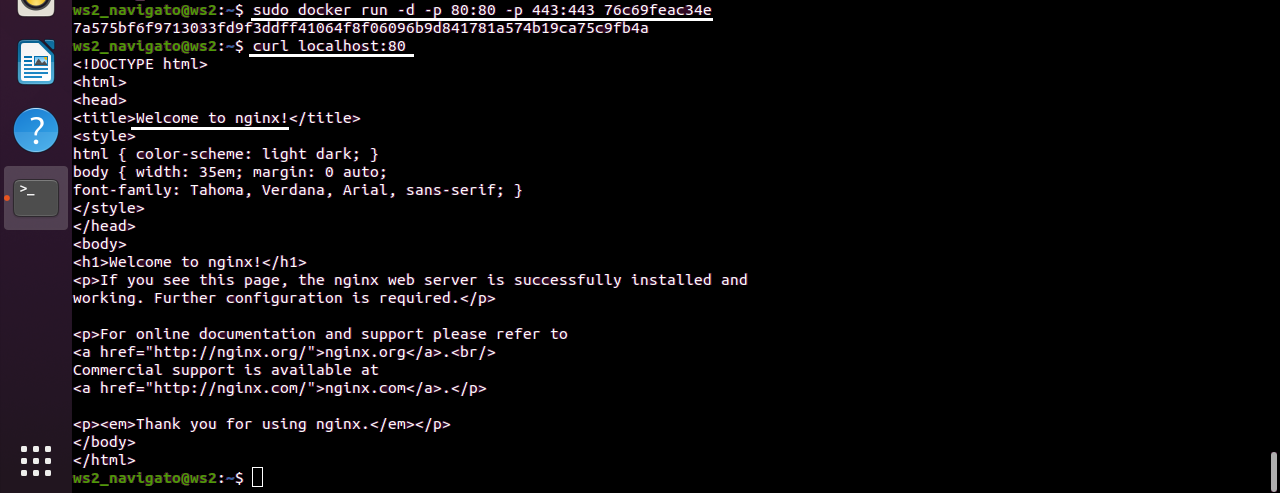 ws2_navigato@ws2:~$ sudo docker run -d -p 80:80 -p 443:443 76c69feac34e
7a575bf6f9713033fd9f3ddff41064f8f06096b9d841781a574b19ca75c9fb4a
ws2_navigato@ws2:~$ curl localhost:80
<!DOCTYPE html>
<html>
<head>
<title>Welcome to nginx!</title>
<style>
html { color-scheme: light dark; }
body { width: 35em; margin: 0 auto;
font-family: Tahoma, Verdana, Arial, sans-serif; }
</style>
</head>
<body>
<h1>Welcome to nginx!</h1>
<p>If you see this page, the nginx web server is successfully installed and
working. Further configuration is required.</p>

<p>For online documentation and support please refer to
<a href="http://nginx.org/">nginx.org</a>.<br/>
Commercial support is available at
<a href="http://nginx.com/">nginx.com</a>.</p>

<p><em>Thank you for using nginx.</em></p>
</body>
</html>
ws2_navigato@ws2:~$